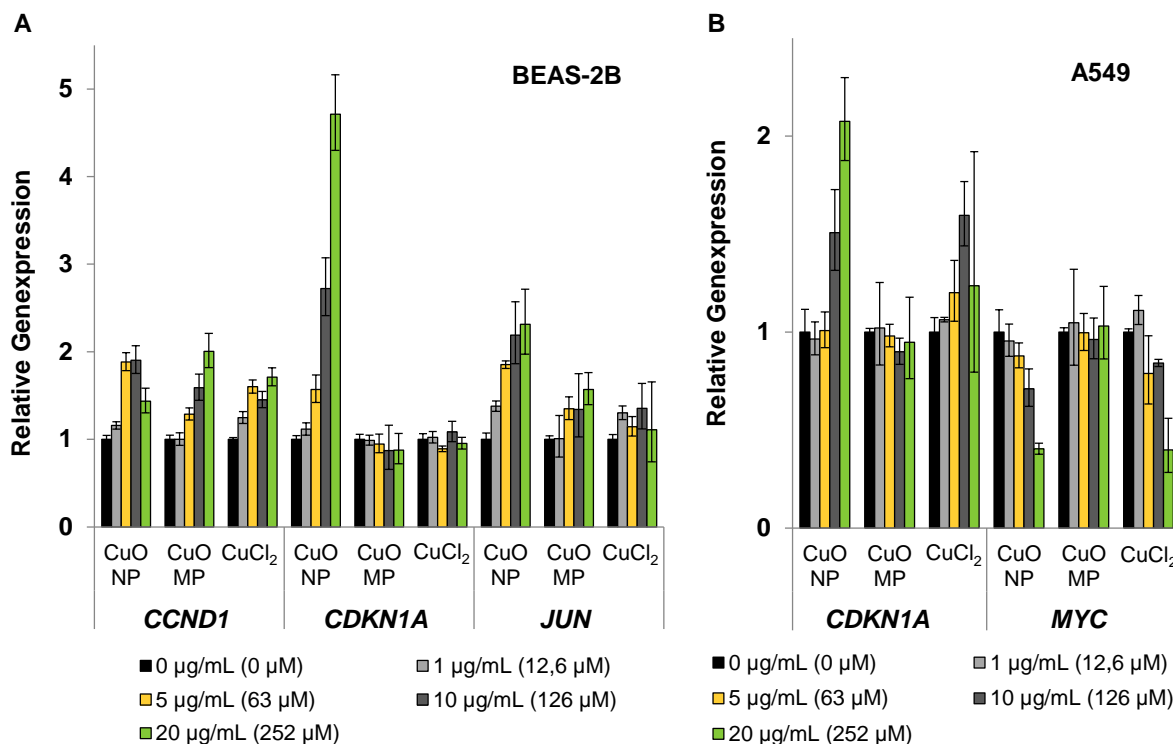 A
BEAS-2B
Relative Genexpression
5
4
3
2
1
0
CuO NP
CuO MP
CuCl₂
CuO NP
CuO MP
CuCl₂
CuO NP
CuO MP
CuCl₂
CCND1
CDKN1A
JUN
0 µg/mL (0 µM)
1 µg/mL (12,6 µM)
5 µg/mL (63 µM)
10 µg/mL (126 µM)
20 µg/mL (252 µM)
B
A549
Relative Genexpression
2
1
0
CuO NP
CuO MP
CuCl₂
CuO NP
CuO MP
CuCl₂
CDKN1A
MYC
0 µg/mL (0 µM)
1 µg/mL (12,6 µM)
5 µg/mL (63 µM)
10 µg/mL (126 µM)
20 µg/mL (252 µM)